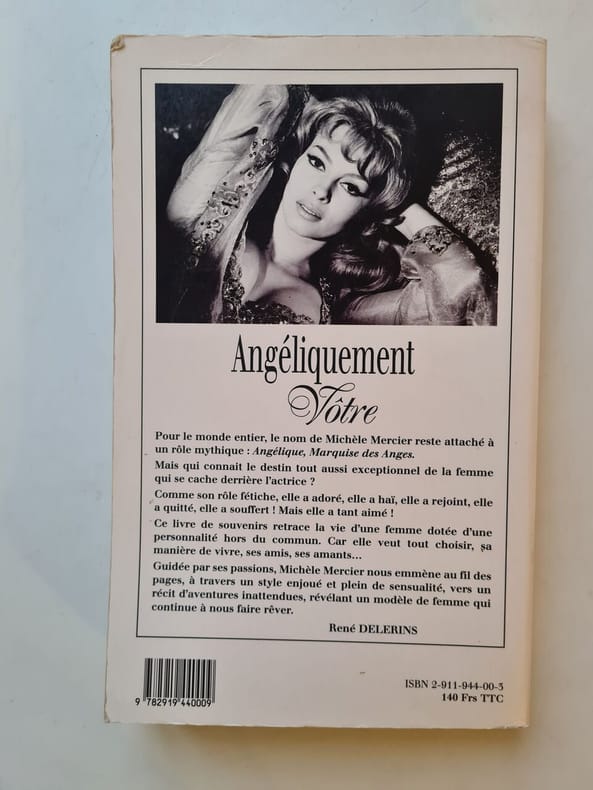 Angéliquement
Vôtre
Pour le monde entier, le nom de Michèle Mercier reste attaché à
un rôle mythique : Angélique, Marquise des Anges.
Mais qui connait le destin tout aussi exceptionnel de la femme
qui se cache derrière l'actrice ?
Comme son rôle fétiche, elle a adoré, elle a haï, elle a rejoint, elle
a quitté, elle a souffert ! Mais elle a tant aimé !
Ce livre de souvenirs retrace la vie d'une femme dotée d'une
personnalité hors du commun. Car elle veut tout choisir, sa
manière de vivre, ses amis, ses amants...
Guidée par ses passions, Michèle Mercier nous emmène au fil des
pages, à travers un style enjoué et plein de sensualité, vers un
récit d'aventures inattendues, révélant un modèle de femme qui
continue à nous faire rêver.
René DELERINS
ISBN 2-911-944-00-3
140 Frs TTC
9 782919 440009